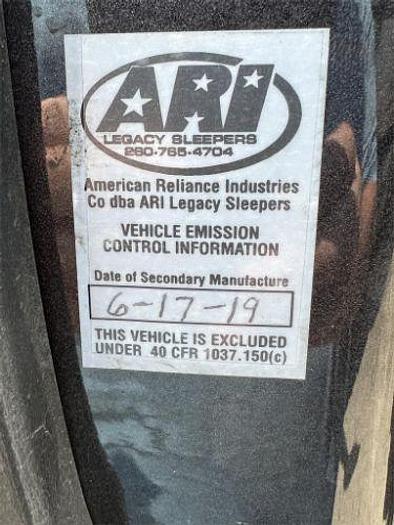 ARI
LEGACY SLEEPERS
260-765-4704
American Reliance Industries
Co dba ARI Legacy Sleepers
VEHICLE EMISSION
CONTROL INFORMATION
Date of Secondary Manufacture
6-17-19
THIS VEHICLE IS EXCLUDED
UNDER 40 CFR 1037.150(c)